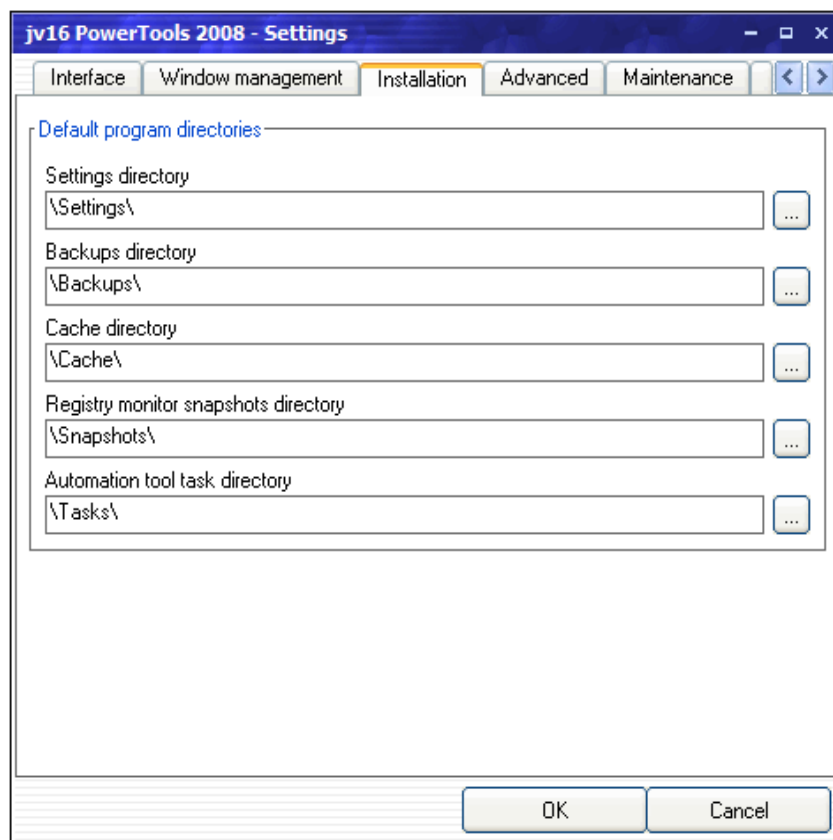 jv16 PowerTools 2008 - Settings
Interface Window management Installation Advanced Maintenance
Default program directories
Settings directory
\Settings\
...
Backups directory
\Backups\
...
Cache directory
\Cache\
...
Registry monitor snapshots directory
\Snapshots\
...
Automation tool task directory
\Tasks\
...
OK Cancel